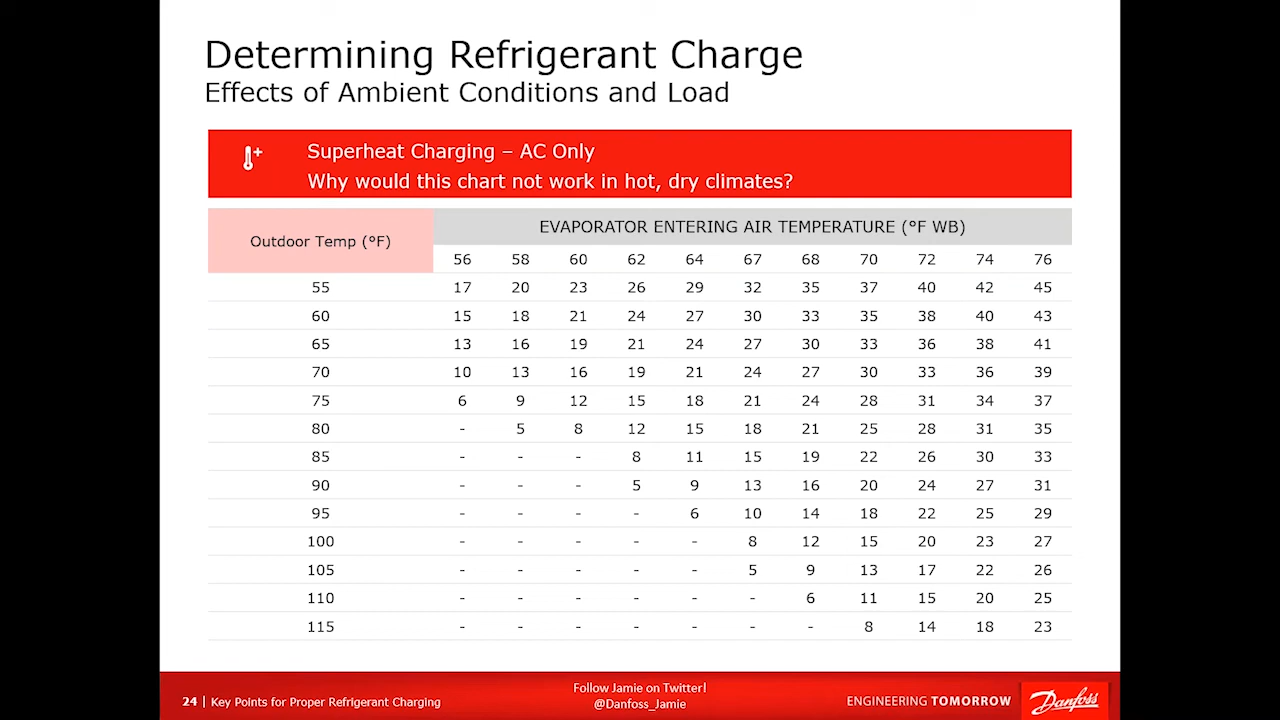 Determining Refrigerant Charge
Effects of Ambient Conditions and Load
Superheat Charging – AC Only
Why would this chart not work in hot, dry climates?
Outdoor Temp (°F)
EVAPORATOR ENTERING AIR TEMPERATURE (°F WB)
56 58 60 62 64 67 68 70 72 74 76
55 17 20 23 26 29 32 35 37 40 42 45
60 15 18 21 24 27 30 33 35 38 40 43
65 13 16 19 21 24 27 30 33 36 38 41
70 10 13 16 19 21 24 27 30 33 36 39
75 6 9 12 15 18 21 24 28 31 34 37
80 - 5 8 12 15 18 21 25 28 31 35
85 - - - 8 11 15 19 22 26 30 33
90 - - - 5 9 13 16 20 24 27 31
95 - - - - 6 10 14 18 22 25 29
100 - - - - - 8 12 15 20 23 27
105 - - - - - 5 9 13 17 22 26
110 - - - - - - 6 11 15 20 25
115 - - - - - - - 8 14 18 23
24 | Key Points for Proper Refrigerant Charging
Follow Jamie on Twitter!
@Danfoss_Jamie
ENGINEERING TOMORROW
Danfoss